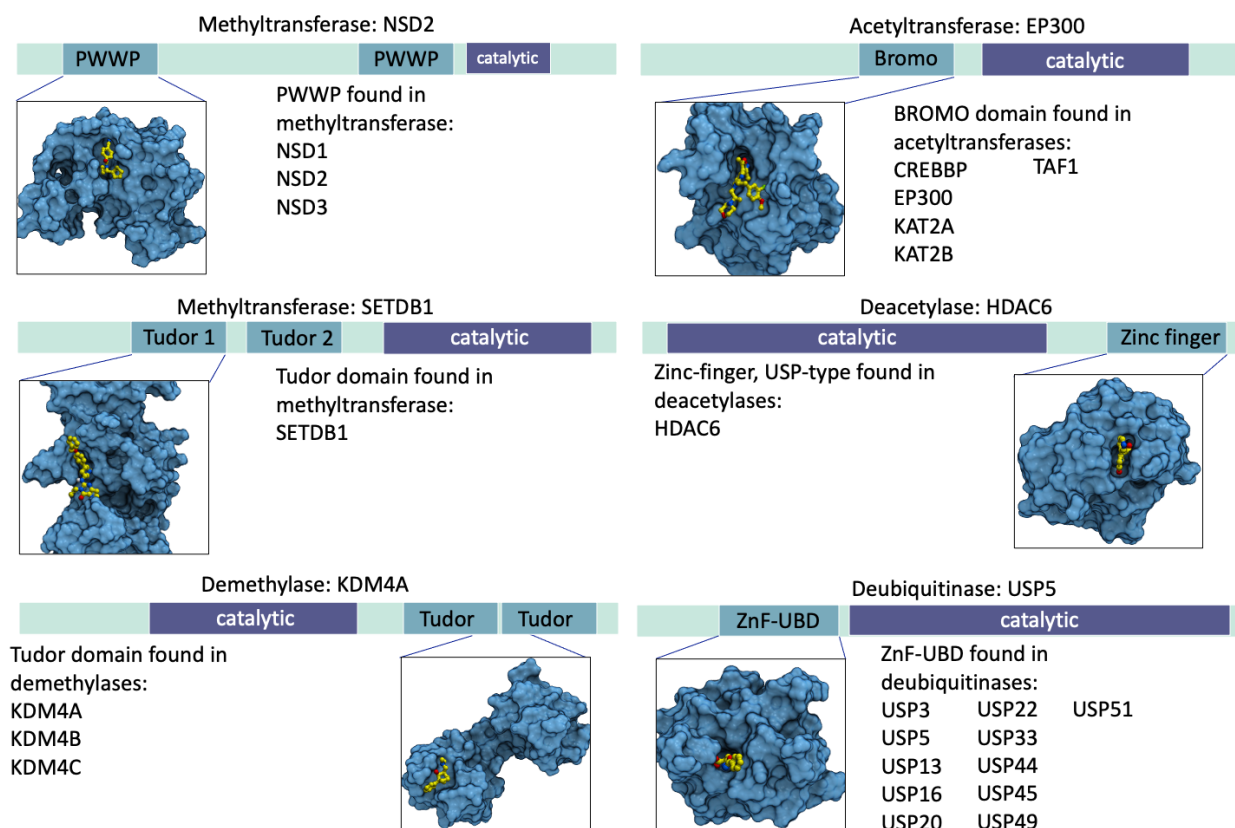 Methyltransferase: NSD2
PWWP
PWWP
catalytic
PWWP found in
methyltransferase:
NSD1
NSD2
NSD3
Acetyltransferase: EP300
Bromo
catalytic
BROMO domain found in
acetyltransferases:
CREBBP TAF1
EP300
KAT2A
KAT2B
Methyltransferase: SETDB1
Tudor 1
Tudor 2
catalytic
Tudor domain found in
methyltransferase:
SETDB1
Deacetylase: HDAC6
catalytic
Zinc finger
Zinc-finger, USP-type found in
deacetylases:
HDAC6
Demethylase: KDM4A
catalytic
Tudor
Tudor
Tudor domain found in
demethylases:
KDM4A
KDM4B
KDM4C
Deubiquitinase: USP5
ZnF-UBD
catalytic
ZnF-UBD found in
deubiquitinases:
USP3 USP22 USP51
USP5 USP33
USP13 USP44
USP16 USP45
USP20 USP49